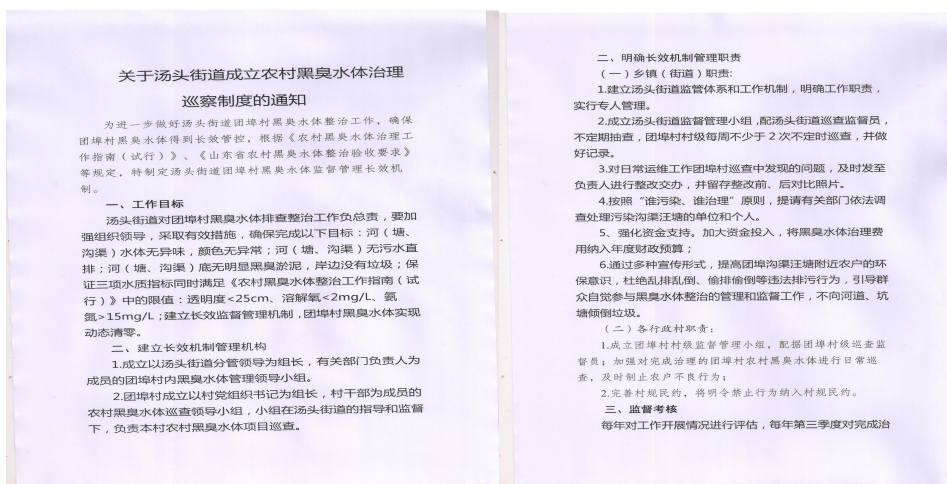 关于汤头街道成立农村黑臭水体治理
巡察制度的通知
为进一步做好汤头街道团埠村黑臭水体整治工作，确保
团埠村黑臭水体得到长效管控，根据《农村黑臭水体治理工
作指南（试行）》、《山东省农村黑臭水体整治验收要求》
等规定，特制定汤头街道团埠村黑臭水体监督管理长效机
制。
一、工作目标
汤头街道对团埠村黑臭水体排查整治工作负总责，要加
强组织领导，采取有效措施，确保完成以下目标：河（塘、
沟渠）水体无异味，颜色无异常；河（塘、沟渠）无污水直
排；河（塘、沟渠）底无明显黑臭淤泥，岸边没有垃圾；保
证三项水质指标同时满足《农村黑臭水体整治工作指南（试
行）》中的限值：透明度<25cm、溶解氧<2mg/L、氨
氮>15mg/L；建立长效监督管理机制，团埠村黑臭水体实现
动态清零。
二、建立长效机制管理机构
1.成立以汤头街道分管领导为组长，有关部门负责人为
成员的团埠村内黑臭水体管理领导小组。
2.团埠村成立以村党组织书记为组长，村干部为成员的
农村黑臭水体巡查领导小组，小组在汤头街道的指导和监督
下，负责本村农村黑臭水体项目巡查。
二、明确长效机制管理职责
（一）乡镇（街道）职责：
1.建立汤头街道监管体系和工作机制，明确工作职责，
实行专人管理。
2.成立汤头街道监督管理小组，配汤头街道巡查监督员，
不定期抽查，团埠村村级每周不少于 2 次不定时巡查，并做
好记录。
3.对日常运维工作团埠村巡查中发现的问题，及时发至
负责人进行整改交办，并留存整改前、后对比照片。
4.按照“谁污染、谁治理”原则，提请有关部门依法调
查处理污染沟渠汪塘的单位和个人。
5、强化资金支持。加大资金投入，将黑臭水体治理费
用纳入年度财政预算；
6.通过多种宣传形式，提高团埠沟渠汪塘附近农户的环
保意识，杜绝乱排乱倒、偷排偷倒等违法排污行为，引导群
众自觉参与黑臭水体整治的管理和监督工作，不向河道、坑
塘倾倒垃圾。
（二）各行政村职责：
1.成立团埠村村级监督管理小组，配据团埠村级巡查监
督员；加强对完成治理的团埠村农村黑臭水体进行日常巡
查，及时制止农户不良行为；
2.完善村规民约，将明令禁止行为纳入村规民约。
三、监督考核
每年对工作开展情况进行评估，每年第三季度对完成治